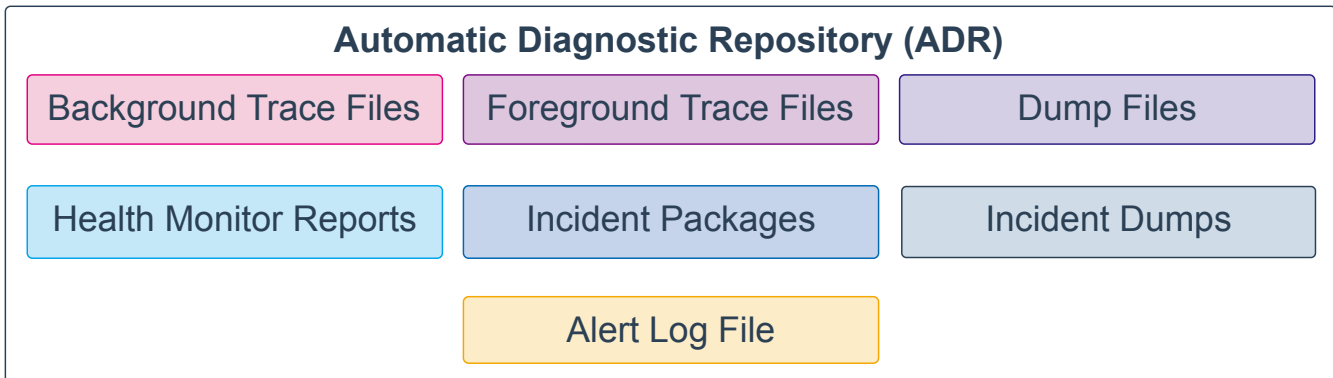 Automatic Diagnostic Repository (ADR)
Background Trace Files
Foreground Trace Files
Dump Files
Health Monitor Reports
Incident Packages
Incident Dumps
Alert Log File